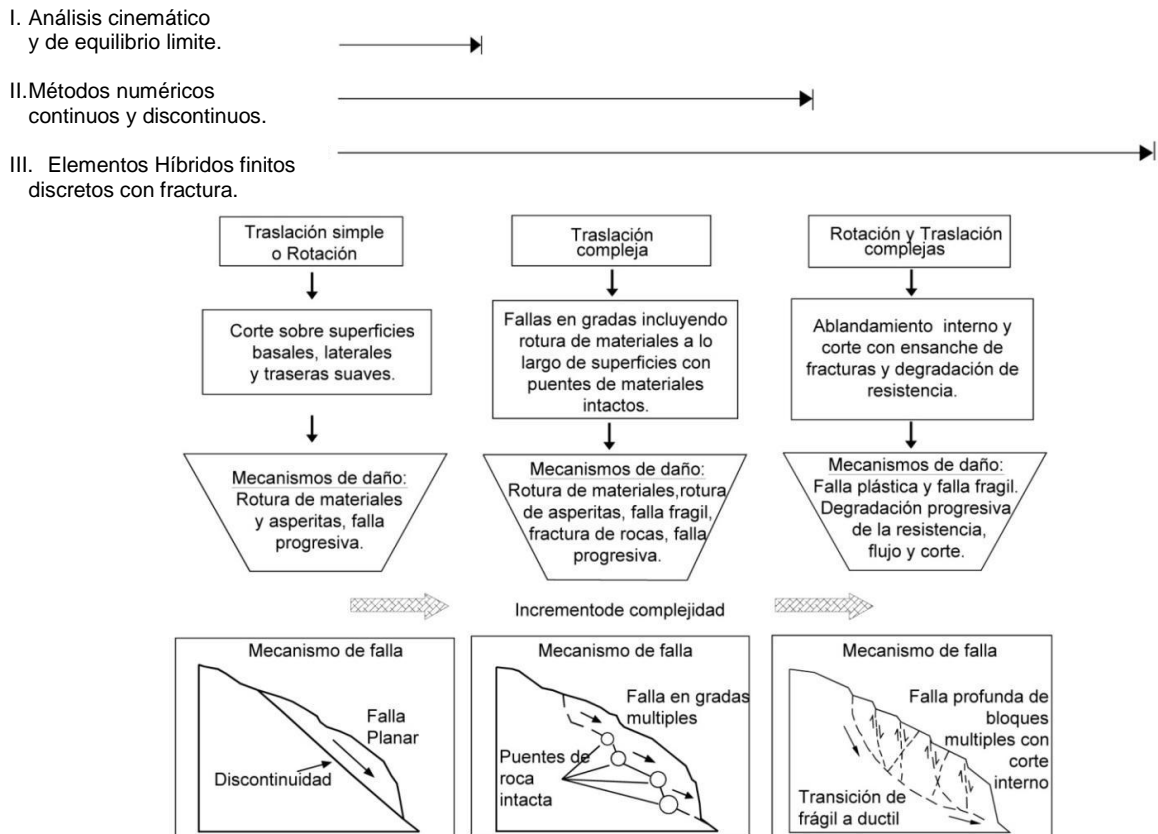 I. Análisis cinemático
y de equilibrio limite.
II.Métodos numéricos
continuos y discontinuos.
III. Elementos Híbridos finitos
discretos con fractura.
Traslación simple
o Rotación
Corte sobre superficies
basales, laterales
y traseras suaves.
Mecanismos de daño:
Rotura de materiales
y asperitas, falla
progresiva.
Traslación
compleja
Fallas en gradas incluyendo
rotura de materiales a lo
largo de superficies con
puentes de materiales
intactos.
Mecanismos de daño:
Rotura de materiales,rotura
de asperitas, falla fragil,
fractura de rocas, falla
progresiva.
Rotación y Traslación
complejas
Ablandamiento interno y
corte con ensanche de
fracturas y degradación de
resistencia.
Mecanismos de daño:
Falla plástica y falla fragil.
Degradación progresiva
de la resistencia,
flujo y corte.
Incrementode complejidad
Mecanismo de falla
Falla
Planar
Discontinuidad
Mecanismo de falla
Falla en gradas
multiples
Puentes de
roca
intacta
Mecanismo de falla
Falla profunda de
bloques
multiples con
corte
interno
Transición de
frágil a ductil